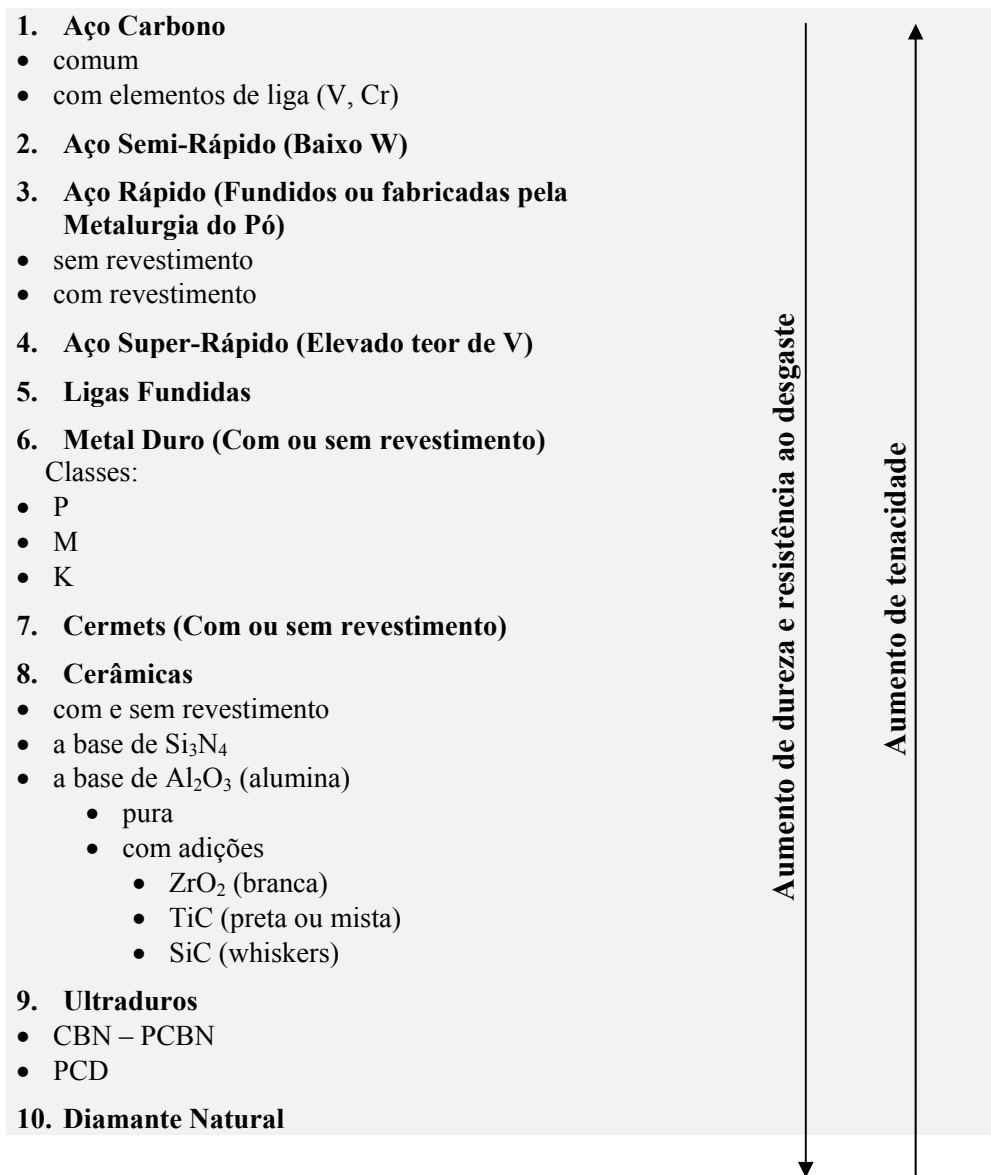 1. Aço Carbono
• comum
• com elementos de liga (V, Cr)
2. Aço Semi-Rápido (Baixo W)
3. Aço Rápido (Fundidos ou fabricadas pela
Metalurgia do Pó)
• sem revestimento
• com revestimento
4. Aço Super-Rápido (Elevado teor de V)
5. Ligas Fundidas
6. Metal Duro (Com ou sem revestimento)
Classes:
• P
• M
• K
7. Cermets (Com ou sem revestimento)
8. Cerâmicas
• com e sem revestimento
• a base de Si₃N₄
• a base de Al₂O₃ (alumina)
• pura
• com adições
• ZrO₂ (branca)
• TiC (preta ou mista)
• SiC (whiskers)
9. Ultraduros
• CBN – PCBN
• PCD
10. Diamante Natural
Aumento de dureza e resistência ao desgaste
Aumento de tenacidade